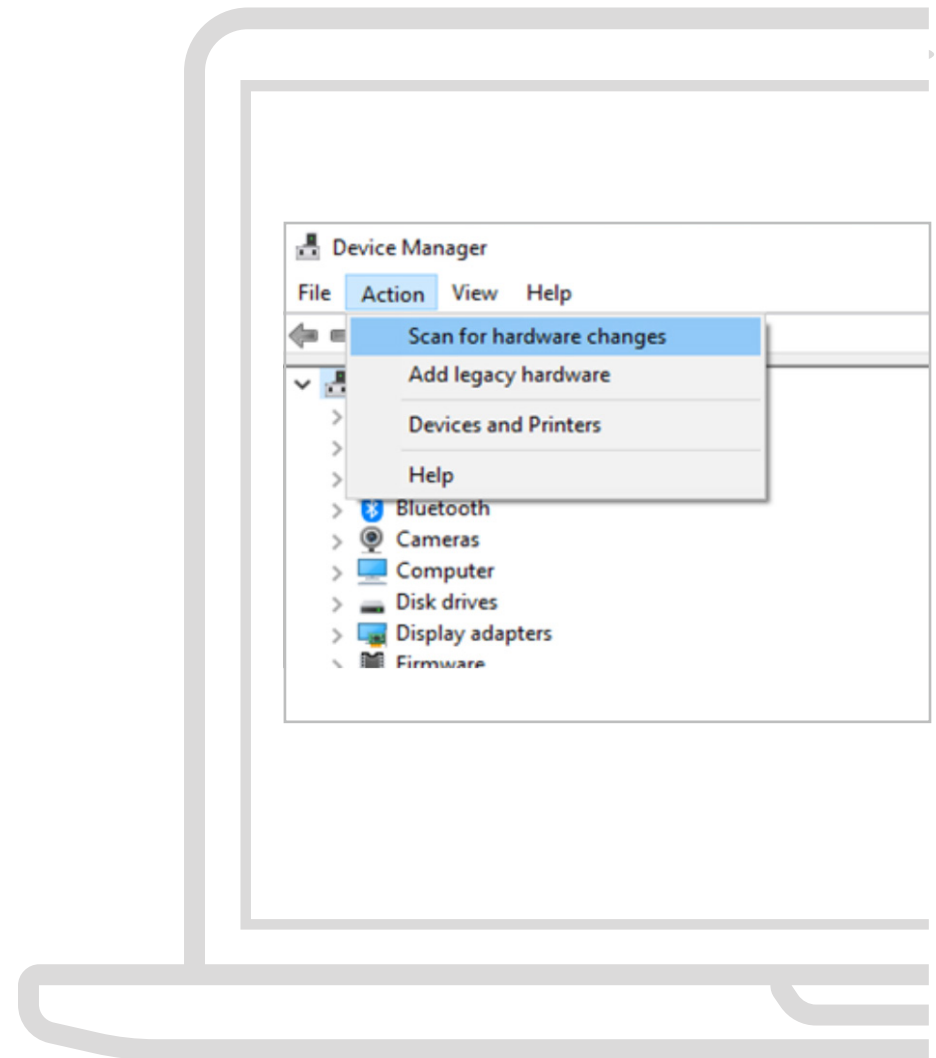 Device Manager
File Action View Help
Scan for hardware changes
Add legacy hardware
Devices and Printers
Help
Bluetooth
Cameras
Computer
Disk drives
Display adapters
Firmware